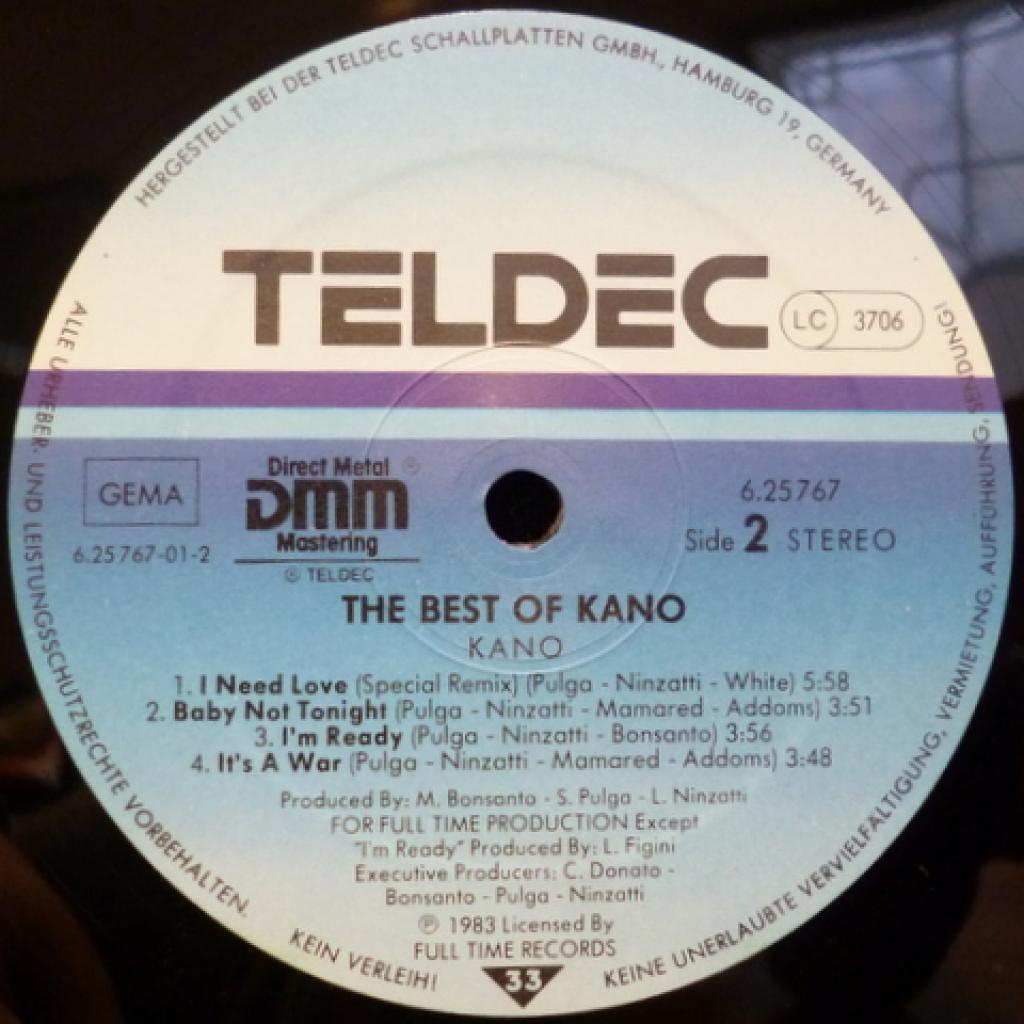 HERGESTELLT BEI DER TELDEC SCHALLPLATTEN GMBH., HAMBURG 19, GERMANY
TELDEC
LC 3706
GEMA
6.25767-01-2
Direct Metal ®
DMM
Mastering
© TELDEC
6.25767
Side 2 STEREO
THE BEST OF KANO
KANO
1. I Need Love (Special Remix) (Pulga - Ninzatti - White) 5:58
2. Baby Not Tonight (Pulga - Ninzatti - Mamared - Addoms) 3:51
3. I'm Ready (Pulga - Ninzatti - Bonsanto) 3:56
4. It's A War (Pulga - Ninzatti - Mamared - Addoms) 3:48
Produced By: M. Bonsanto - S. Pulga - L. Ninzatti
FOR FULL TIME PRODUCTION Except
"I'm Ready" Produced By: L. Figini
Executive Producers: C. Donato -
Bonsanto - Pulga - Ninzatti
℗ 1983 Licensed By
FULL TIME RECORDS
33
ALLE URHEBER- UND LEISTUNGSSCHUTZRECHTE VORBEHALTEN.
KEIN VERLEIH!
KEINE UNERLAUBTE VERVIELFÄLTIGUNG, VERMIETUNG, AUFFÜHRUNG, SENDUNG!